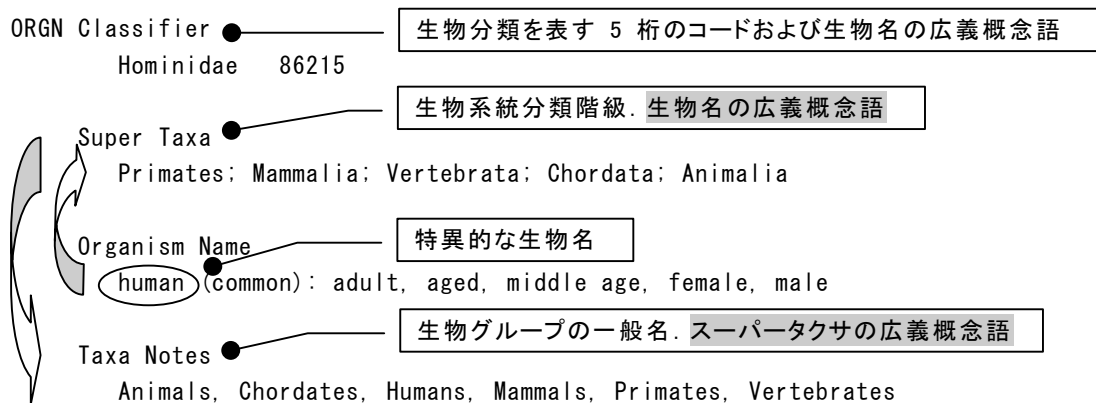 ORGN Classifier
生物分類を表す 5 桁のコードおよび生物名の広義概念語
Hominidae 86215
生物系統分類階級. 生物名の広義概念語
Super Taxa
Primates; Mammalia; Vertebrata; Chordata; Animalia
特異的な生物名
Organism Name
human (common): adult, aged, middle age, female, male
生物グループの一般名. スーパータクサの広義概念語
Taxa Notes
Animals, Chordates, Humans, Mammals, Primates, Vertebrates